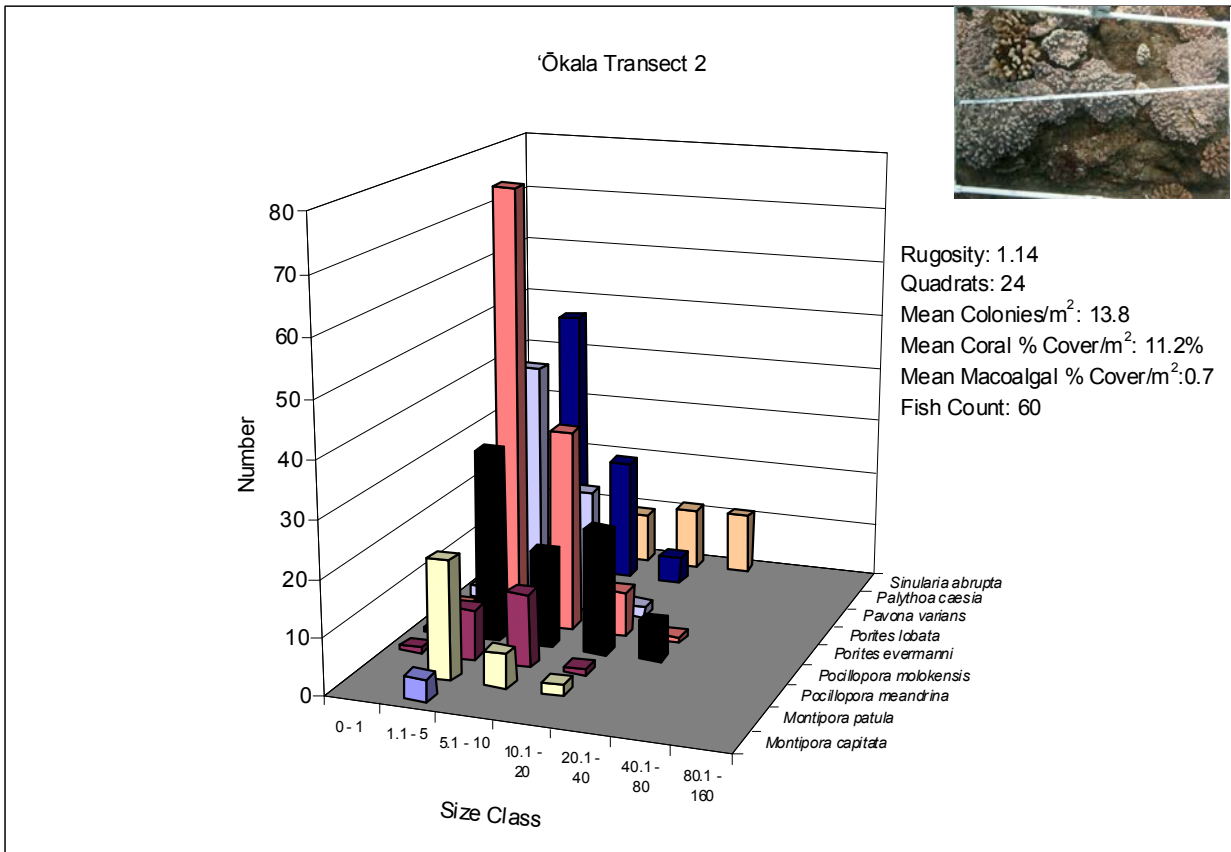 ʻŌkala Transect 2
Rugosity: 1.14
Quadrats: 24
Mean Colonies/m²: 13.8
Mean Coral % Cover/m²: 11.2%
Mean Macoalgal % Cover/m²:0.7
Fish Count: 60
Number
80
70
60
50
40
30
20
10
0
0 - 1
1.1 - 5
5.1 - 10
10.1 -
20
20.1 -
40
40.1 -
80
80.1 -
160
Size Class
Sinularia abrupta
Palythoa cæsia
Pavona varians
Porites lobata
Porites evermanni
Pocillopora molokensis
Pocillopora meandrina
Montipora patula
Montipora capitata